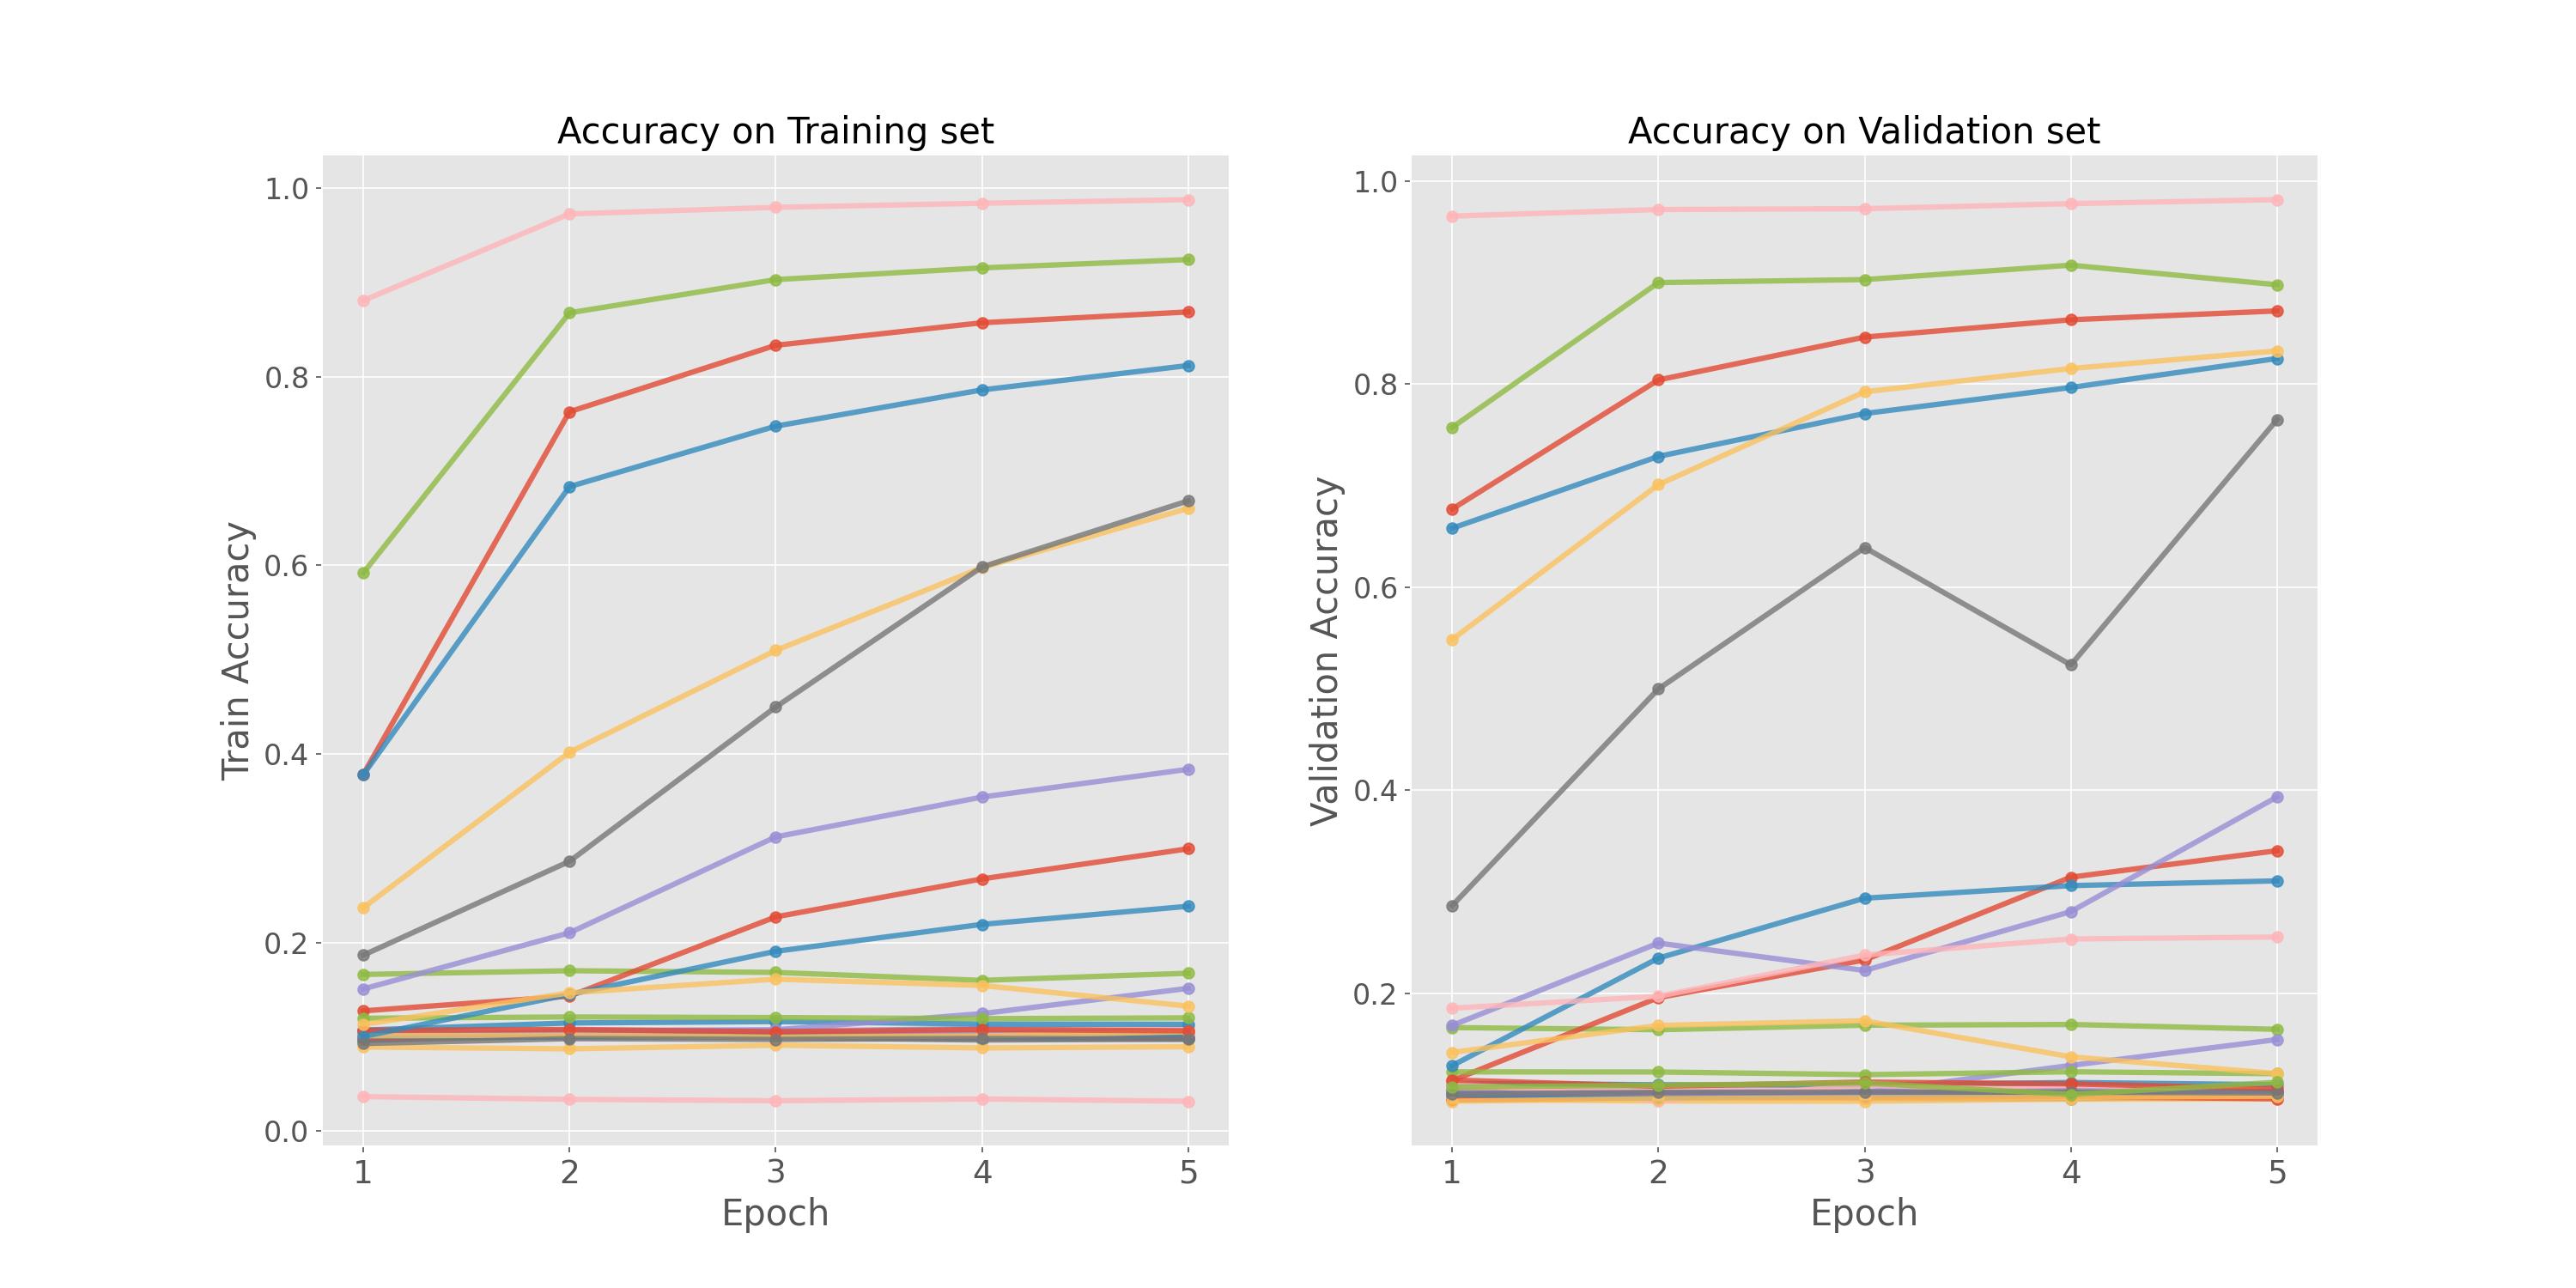 Accuracy on Training set
Train Accuracy
1.0
0.8
0.6
0.4
0.2
0.0
1 2 3 4 5
Epoch
Accuracy on Validation set
Validation Accuracy
1.0
0.8
0.6
0.4
0.2
1 2 3 4 5
Epoch